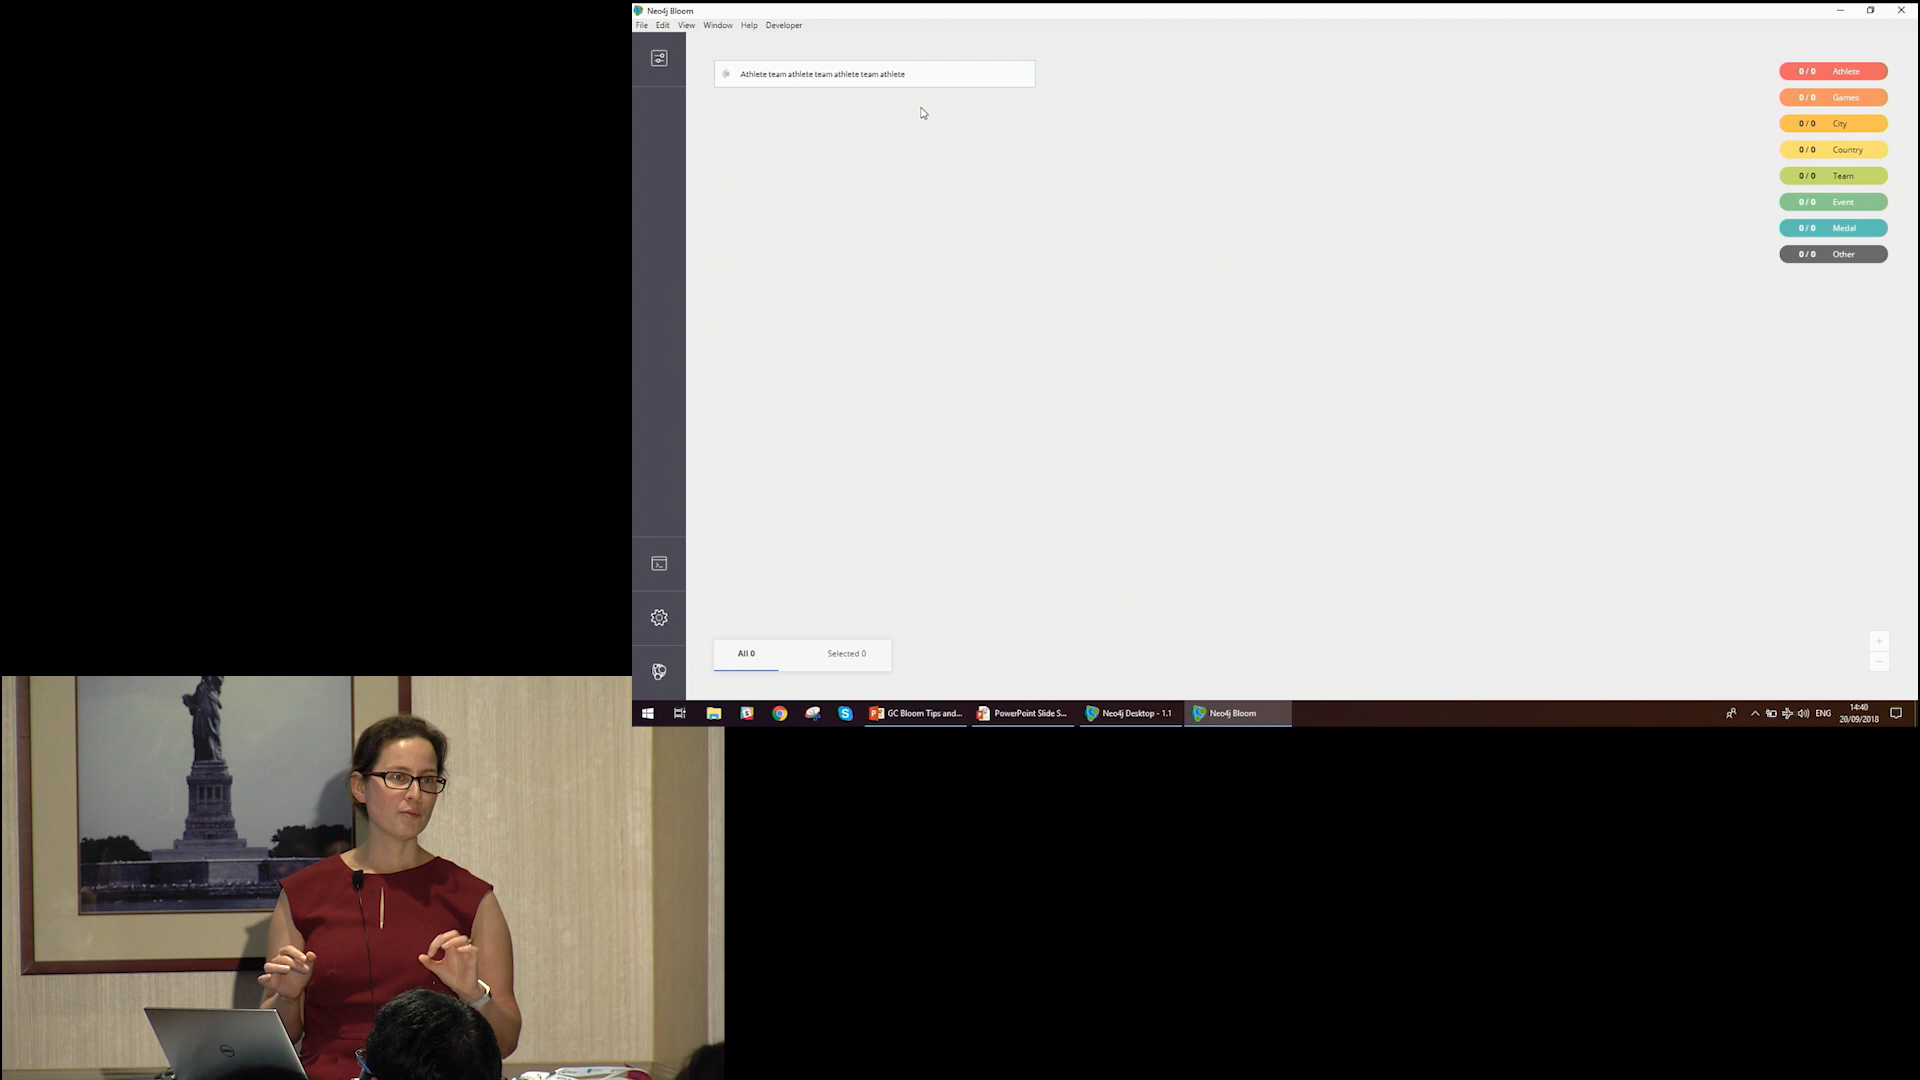 Neo4j Bloom
File Edit View Window Help Developer
Athlete team athlete team athlete team athlete
0 / 0 Athlete
0 / 0 Games
0 / 0 City
0 / 0 Country
0 / 0 Team
0 / 0 Event
0 / 0 Medal
0 / 0 Other
All 0 Selected 0
GC Bloom Tips and... PowerPoint Slide S... Neo4j Desktop - 1.1 Neo4j Bloom
ENG
14:40
20/09/2018
DELL